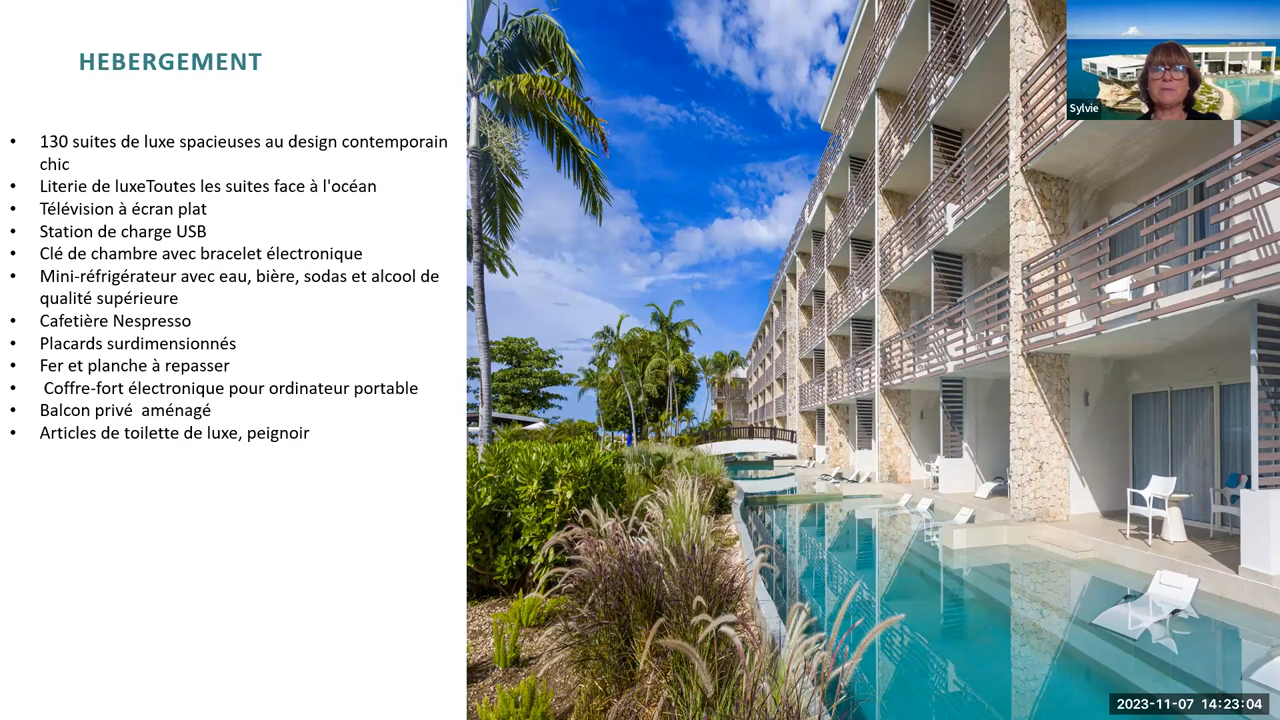 HEBERGEMENT
• 130 suites de luxe spacieuses au design contemporain
chic
• Literie de luxeToutes les suites face à l'océan
• Télévision à écran plat
• Station de charge USB
• Clé de chambre avec bracelet électronique
• Mini-réfrigérateur avec eau, bière, sodas et alcool de
qualité supérieure
• Cafetière Nespresso
• Placards surdimensionnés
• Fer et planche à repasser
• Coffre-fort électronique pour ordinateur portable
• Balcon privé  aménagé
• Articles de toilette de luxe, peignoir
Sylvie
2023-11-07 14:23:04